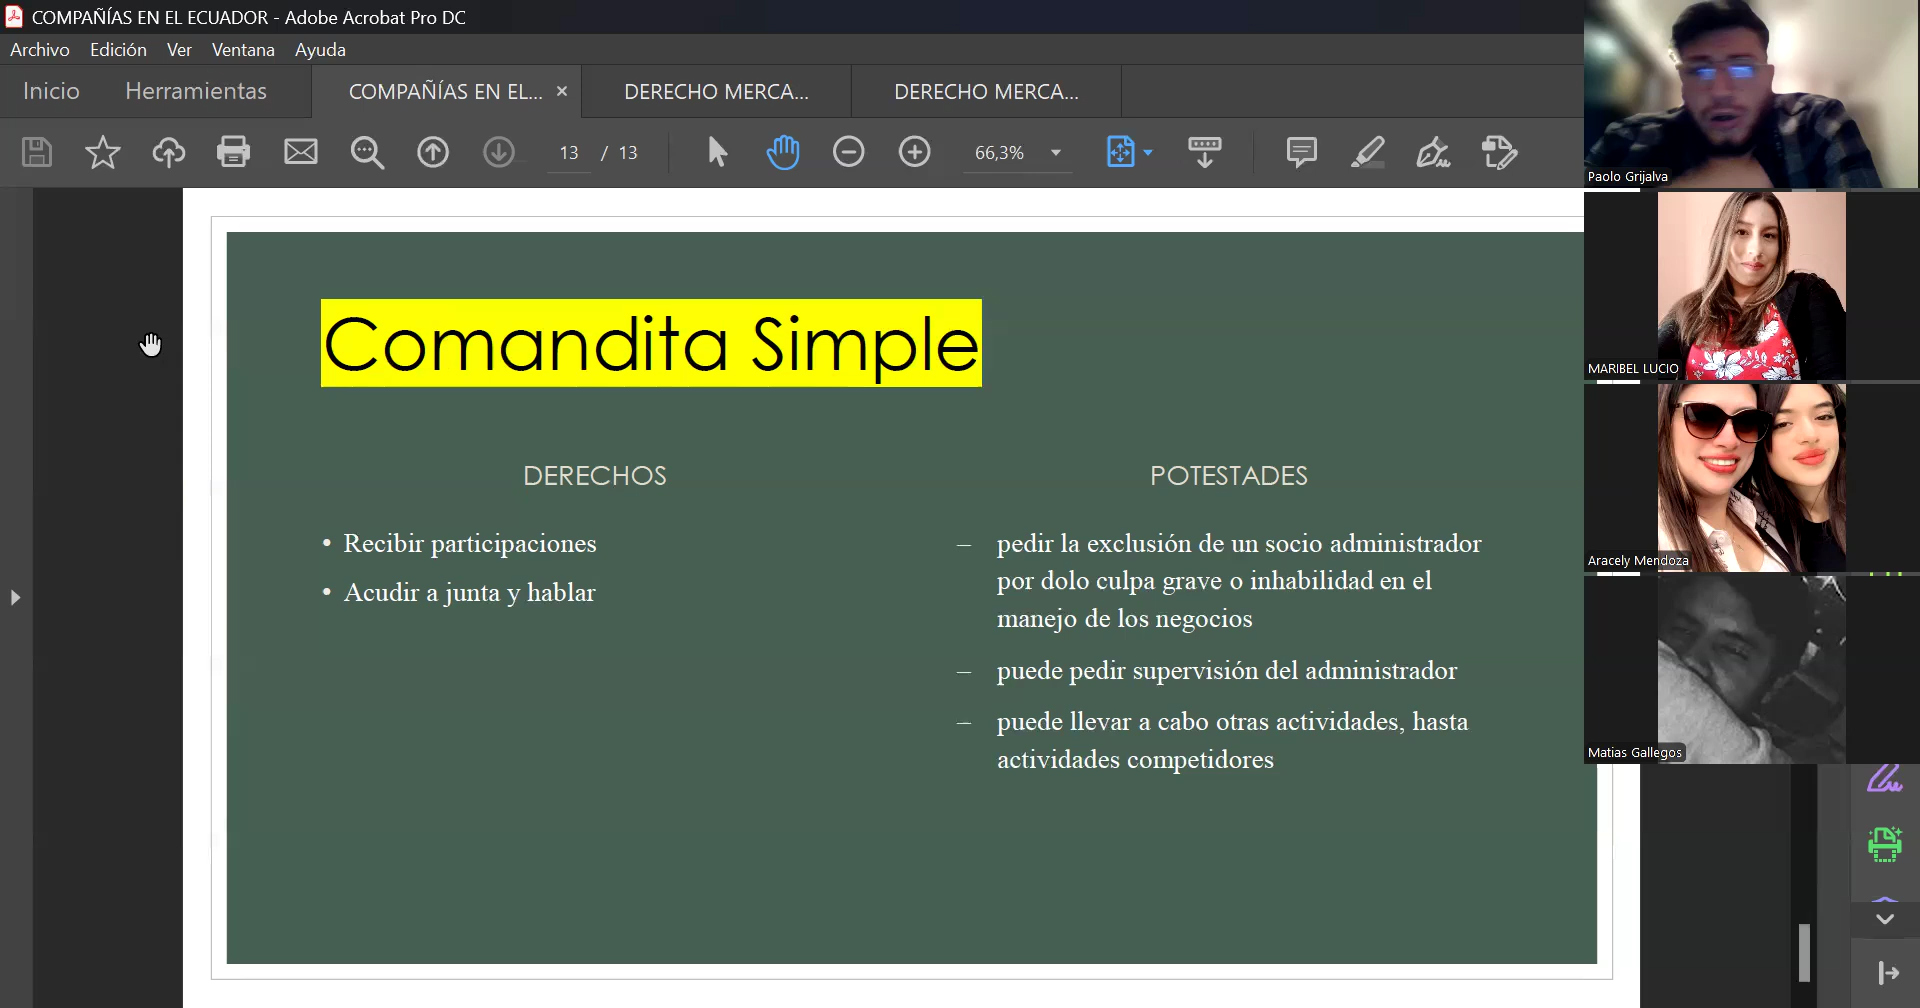 COMPAÑÍAS EN EL ECUADOR - Adobe Acrobat Pro DC
Archivo Edición Ver Ventana Ayuda
Inicio Herramientas COMPAÑÍAS EN EL... × DERECHO MERCA... DERECHO MERCA...
13 / 13 66,3%
Comandita Simple
DERECHOS
• Recibir participaciones
• Acudir a junta y hablar
POTESTADES
– pedir la exclusión de un socio administrador
por dolo culpa grave o inhabilidad en el
manejo de los negocios
– puede pedir supervisión del administrador
– puede llevar a cabo otras actividades, hasta
actividades competidores
Paolo Grijalva
MARIBEL LUCIO
Aracely Mendoza
Matias Gallegos